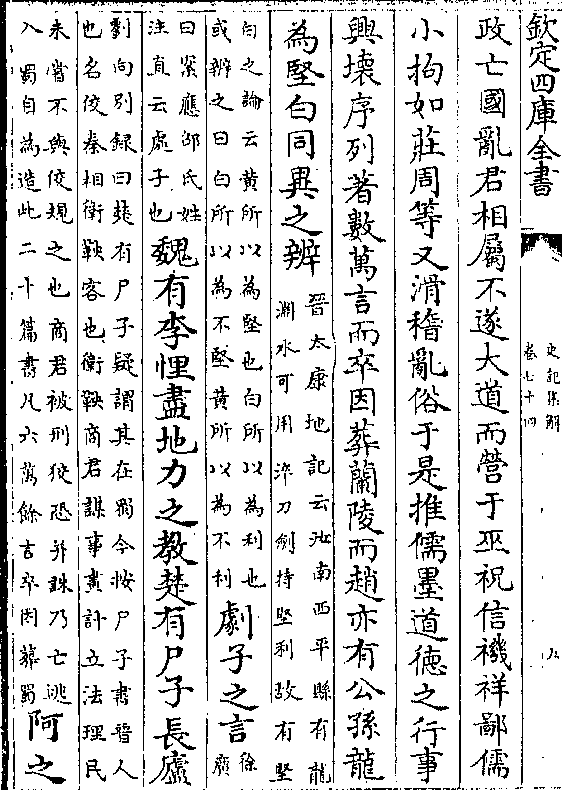 欽定四庫全書
史記集解
卷七十四
九
政亡國亂君相屬不遂大道而營于巫祝信禨祥鄙儒
小拘如莊周等又滑稽亂俗于是推儒墨道德之行事
興壞序列著數萬言而卒因葬蘭陵而趙亦有公孫龍
為堅白同異之辨
晉太康地記云汝南西平縣有龍
淵水可用淬刀劍持堅利故有堅
白之論云黃所以為堅也白所以為利也
或辨之曰白所以為不堅黃所以為不利
劇子之言
徐
廣
曰案應劭氏姓
注直云處子也
魏有李悝盡地力之教楚有尸子長盧
劉向別録曰楚有尸子疑謂其在蜀今按尸子書晉人
也名佼秦相衛鞅客也衛鞅商君謀事畫計立法理民
未嘗不與佼規之也商君被刑佼恐并誅乃亡逃
入蜀自為造此二十篇書凡六萬餘言卒因葬蜀
阿之